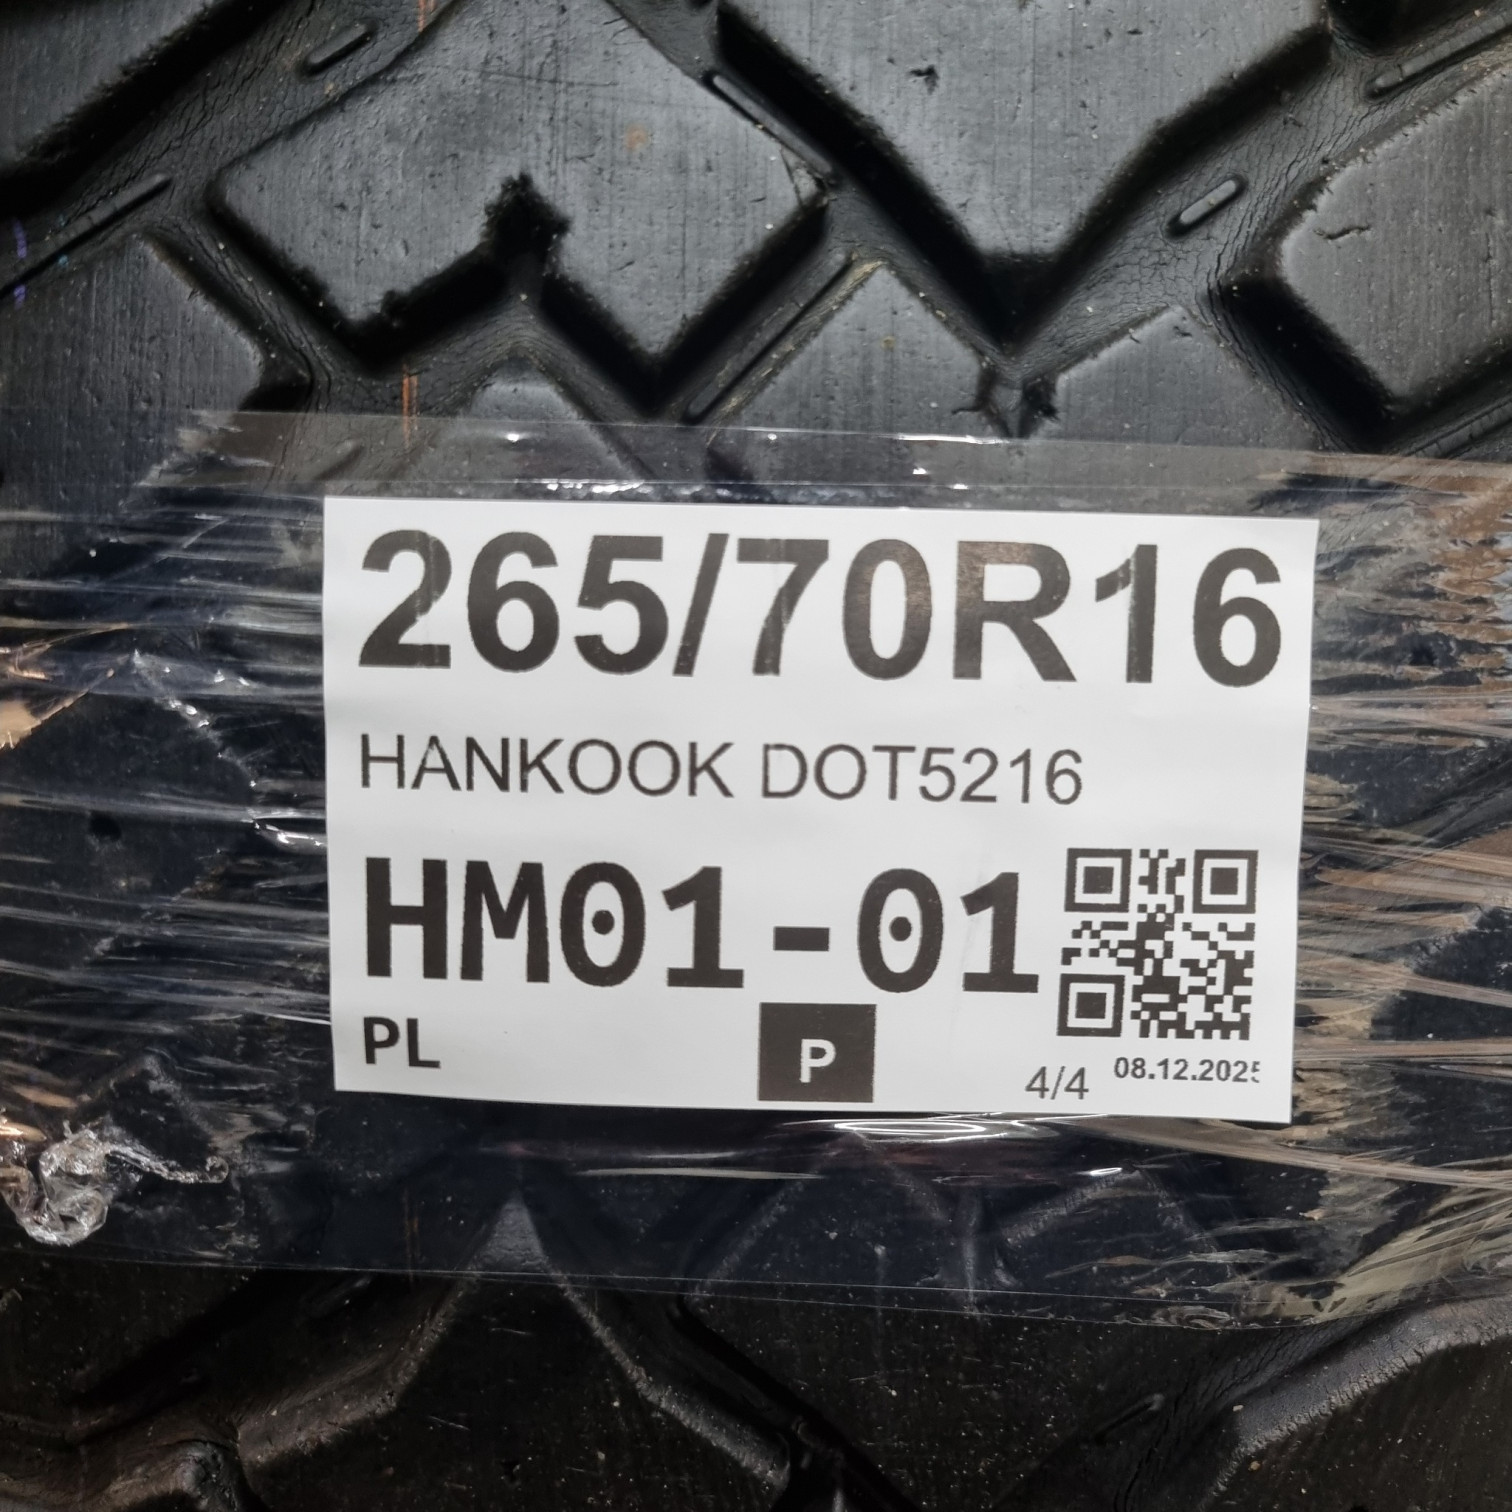 265/70R16
HANKOOK DOT5216
HM01-01
PL
P
4/4
08.12.2025